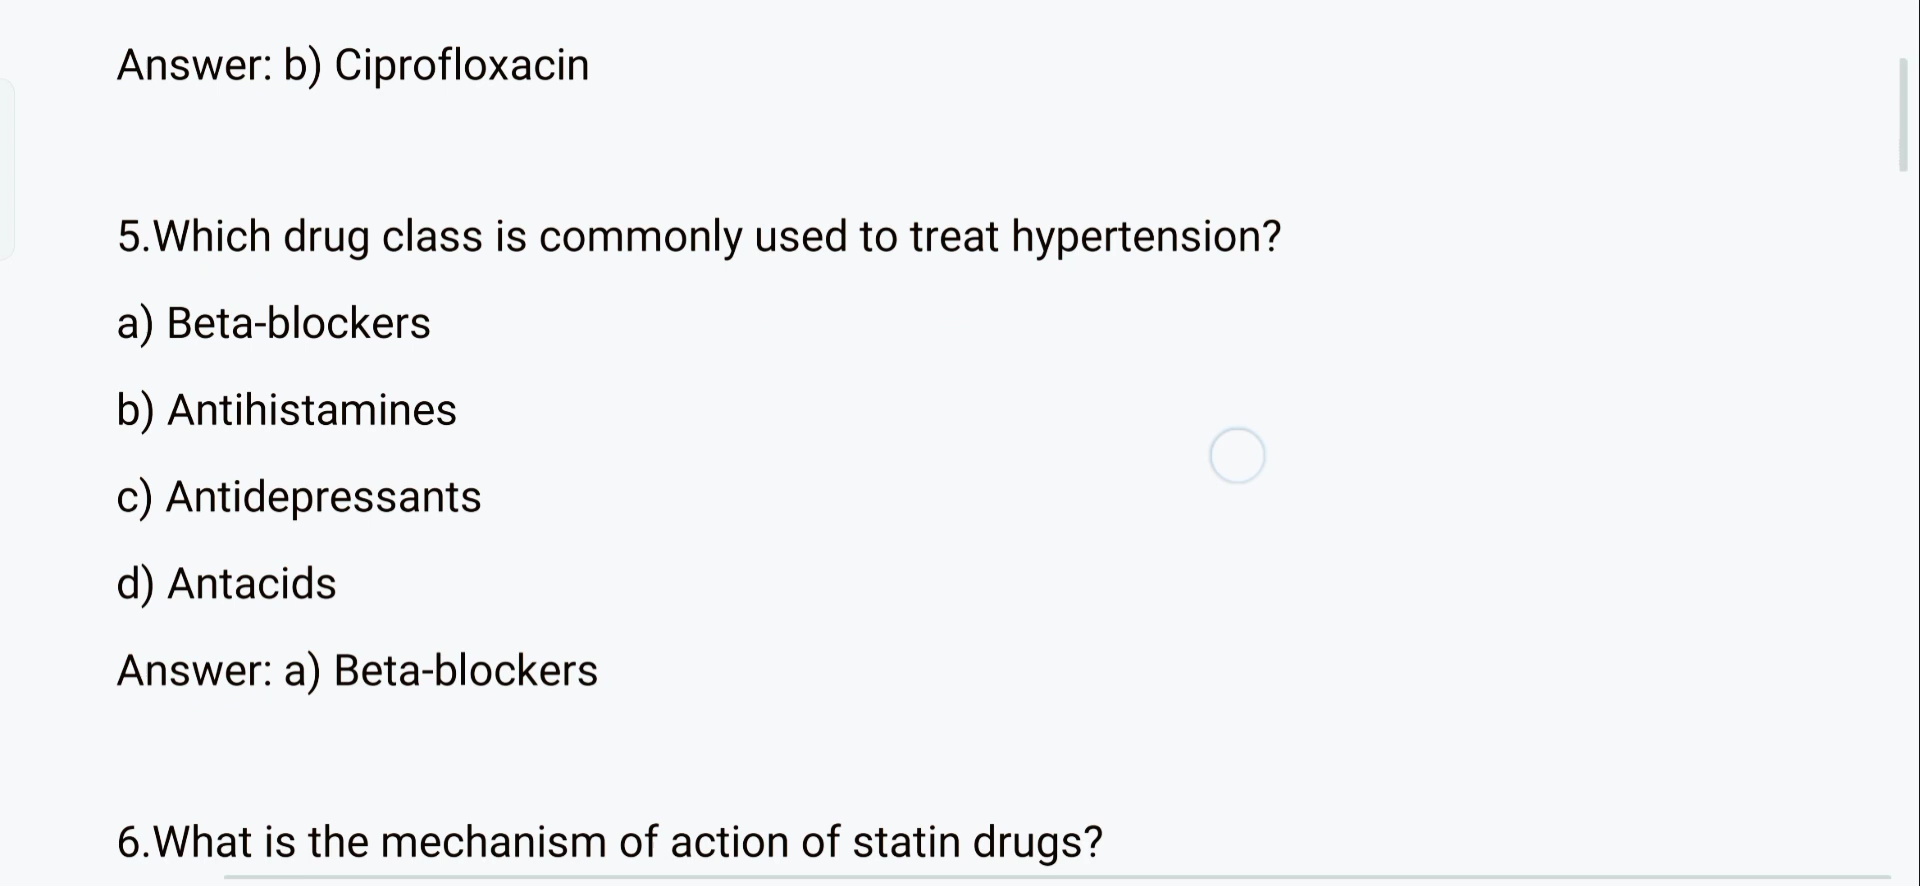 Answer: b) Ciprofloxacin
5.Which drug class is commonly used to treat hypertension?
a) Beta-blockers
b) Antihistamines
c) Antidepressants
d) Antacids
Answer: a) Beta-blockers
6.What is the mechanism of action of statin drugs?